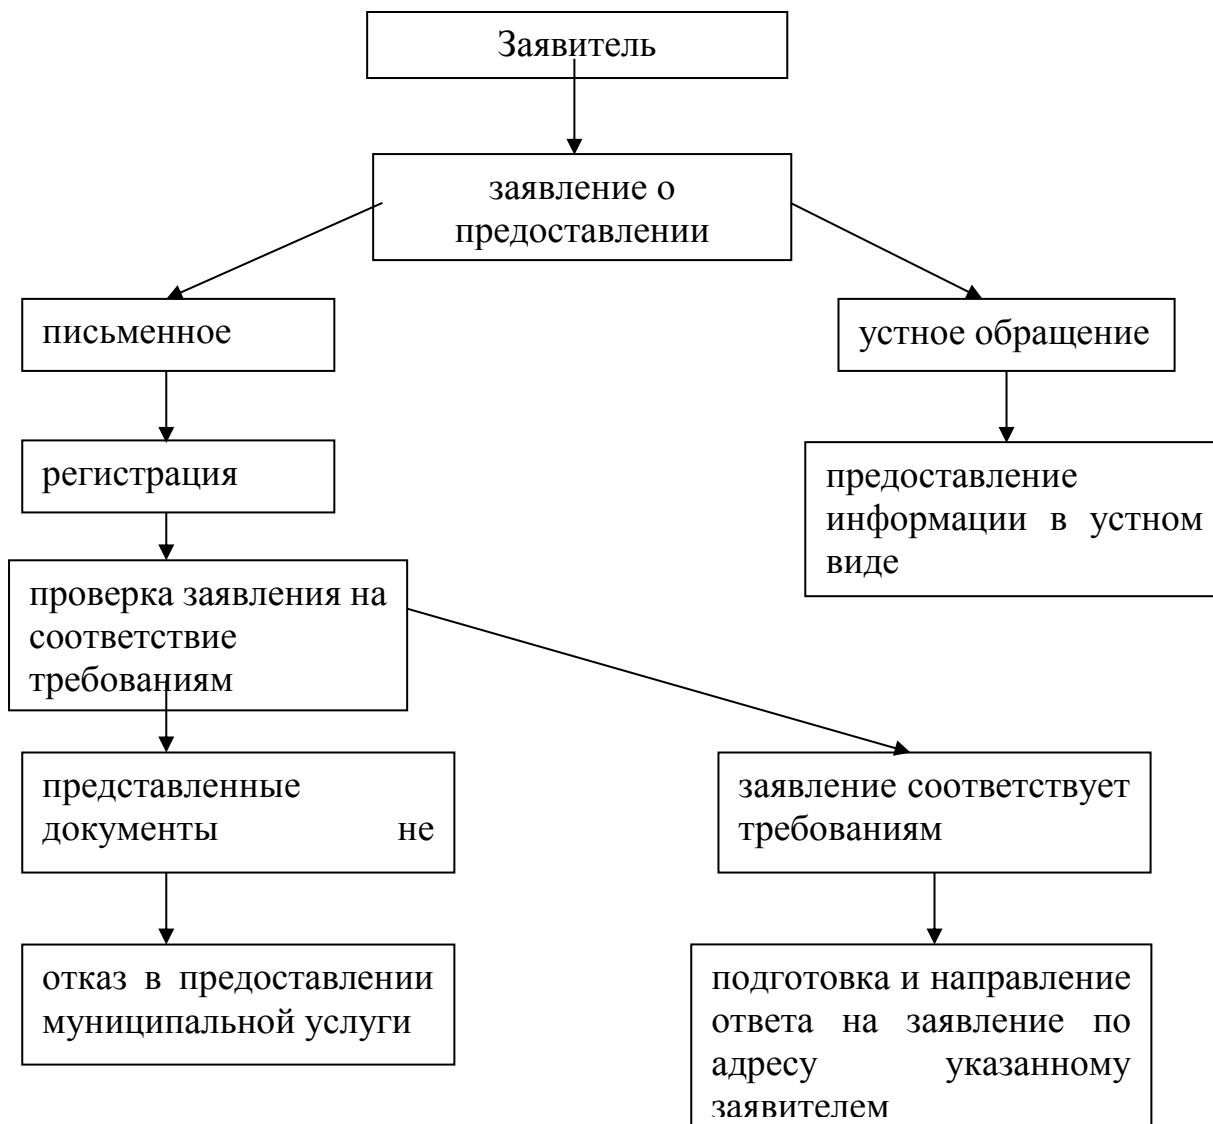 Заявитель
заявление о
предоставлении
письменное
устное обращение
регистрация
предоставление
информации в устном
виде
проверка заявления на
соответствие
требованиям
представленные
документы не
заявление соответствует
требованиям
отказ в предоставлении
муниципальной услуги
подготовка и направление
ответа на заявление по
адресу указанному
заявителем